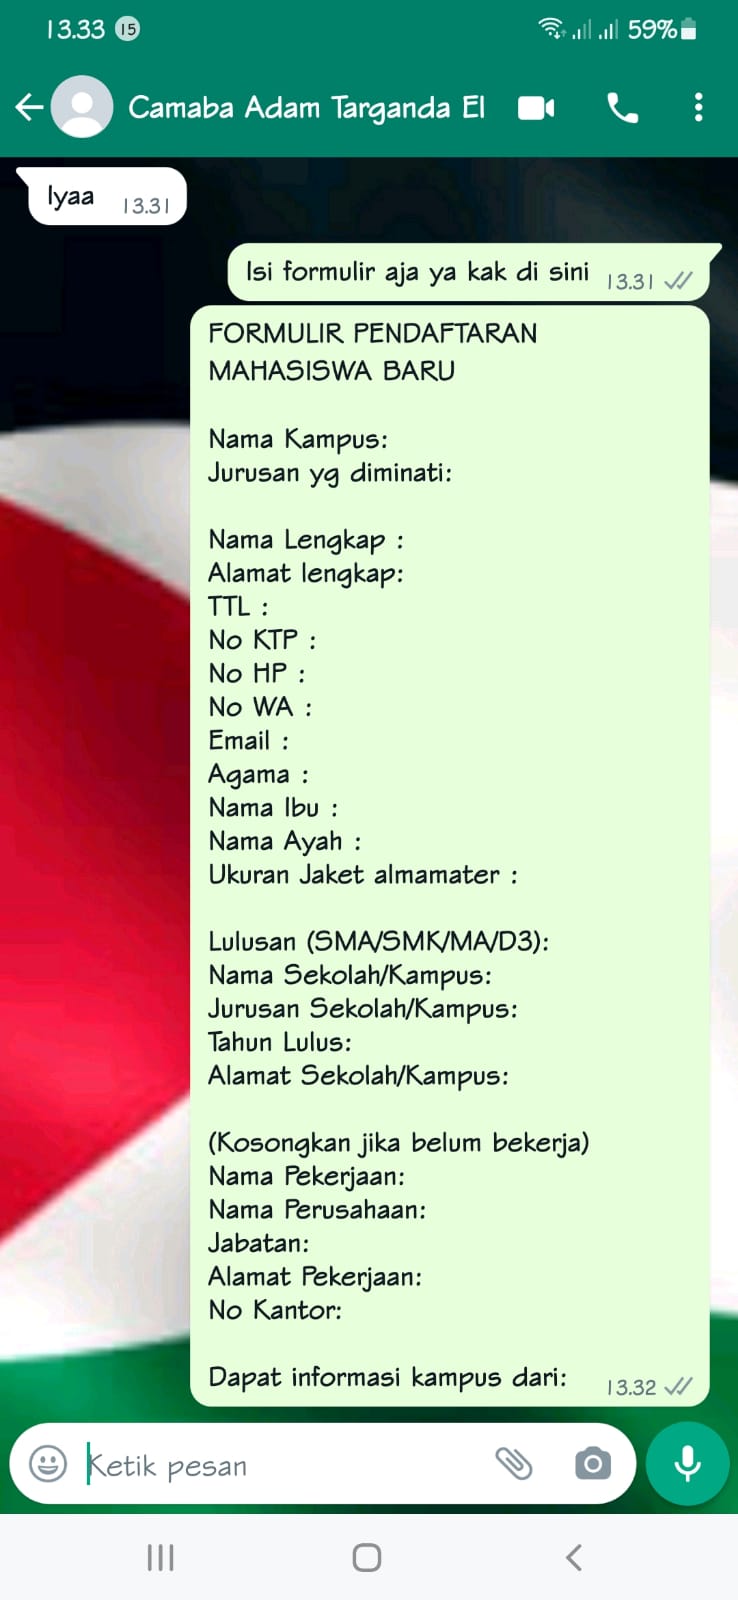 13.33 15 59%
Camaba Adam Targanda El
Iyaa 13.31
Isi formulir aja ya kak di sini 13.31
FORMULIR PENDAFTARAN
MAHASISWA BARU
Nama Kampus:
Jurusan yg diminati:
Nama Lengkap :
Alamat lengkap:
TTL :
No KTP :
No HP :
No WA :
Email :
Agama :
Nama Ibu :
Nama Ayah :
Ukuran Jaket almamater :
Lulusan (SMA/SMK/MA/D3):
Nama Sekolah/Kampus:
Jurusan Sekolah/Kampus:
Tahun Lulus:
Alamat Sekolah/Kampus:
(Kosongkan jika belum bekerja)
Nama Pekerjaan:
Nama Perusahaan:
Jabatan:
Alamat Pekerjaan:
No Kantor:
Dapat informasi kampus dari: 13.32
Ketik pesan